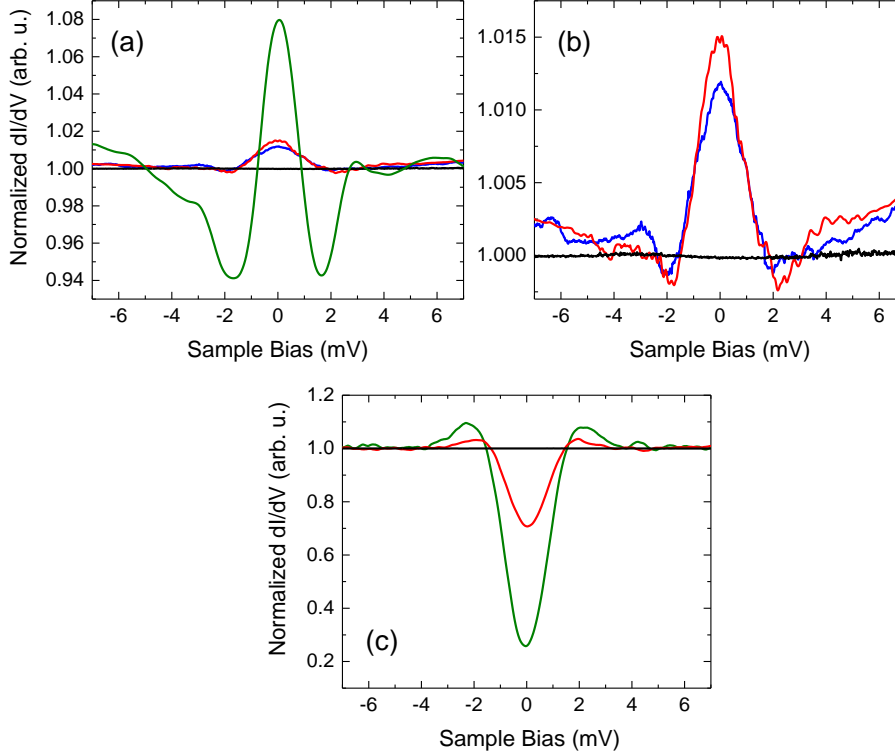 (a)
Normalized dI/dV (arb. u.)
1.08
1.06
1.04
1.02
1.00
0.98
0.96
0.94
-6 -4 -2 0 2 4 6
Sample Bias (mV)
(b)
1.015
1.010
1.005
1.000
-6 -4 -2 0 2 4 6
Sample Bias (mV)
(c)
Normalized dI/dV (arb. u.)
1.2
1.0
0.8
0.6
0.4
0.2
-6 -4 -2 0 2 4 6
Sample Bias (mV)